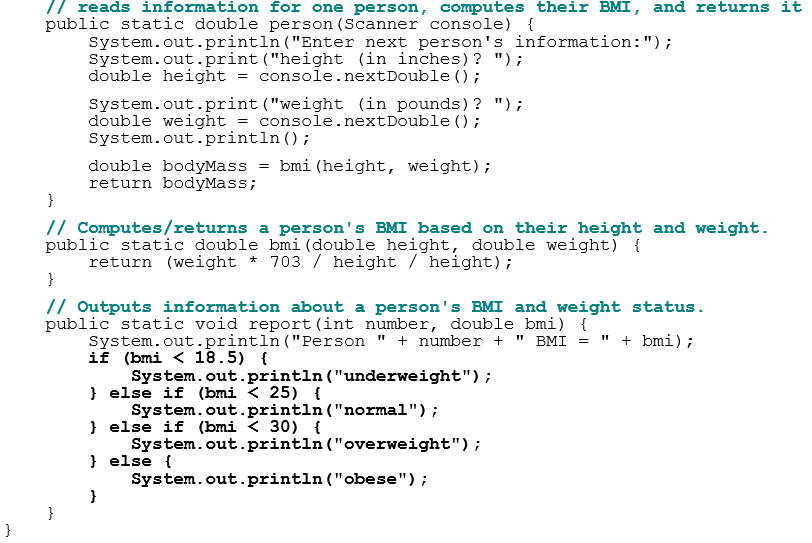 // reads information for one person, computes their BMI, and returns it
public static double person(Scanner console) {
System.out.println("Enter next person's information:");
System.out.print("height (in inches)? ");
double height = console.nextDouble();
System.out.print("weight (in pounds)? ");
double weight = console.nextDouble();
System.out.println();
double bodyMass = bmi(height, weight);
return bodyMass;
}
// Computes/returns a person's BMI based on their height and weight.
public static double bmi(double height, double weight) {
return (weight * 703 / height / height);
}
// Outputs information about a person's BMI and weight status.
public static void report(int number, double bmi) {
System.out.println("Person " + number + " BMI = " + bmi);
if (bmi < 18.5) {
System.out.println("underweight");
} else if (bmi < 25) {
System.out.println("normal");
} else if (bmi < 30) {
System.out.println("overweight");
} else {
System.out.println("obese");
}
}
}